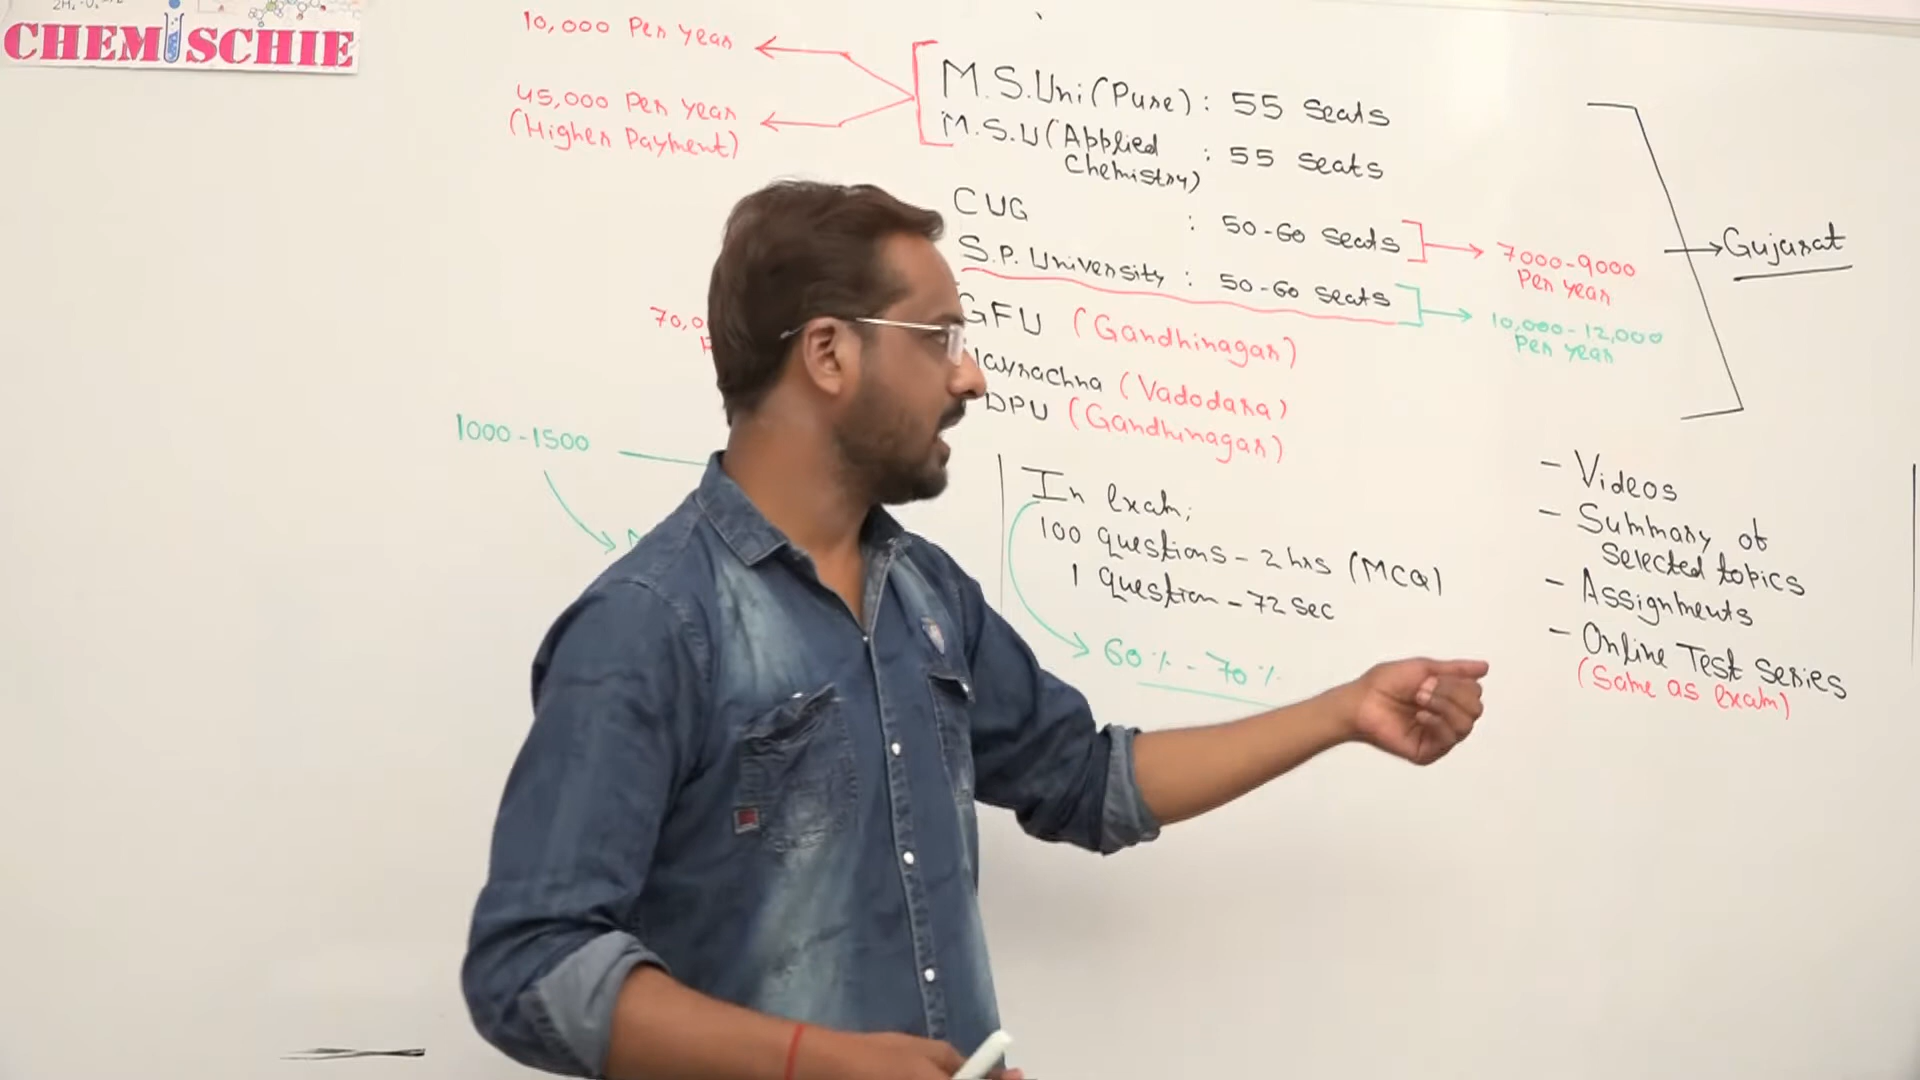 CHEMISCHIE
10,000 Per year
45,000 Per year
(Higher Payment)
M.S.Uni (Pure) : 55 Seats
M.S.U (Applied Chemistry) : 55 Seats
CUG : 50-60 Seats
7000-9000
Per year
S.P. University : 50-60 Seats
10,000-12,000
Per year
Gujarat
GFU (Gandhinagar)
(Vadodara)
(Gandhinagar)
1000-1500
In exam;
100 questions - 2 hrs (MCQ)
1 question - 72 sec
60% - 70%
- Videos
- Summary of
selected topics
- Assignments
- Online Test series
(Same as exam)